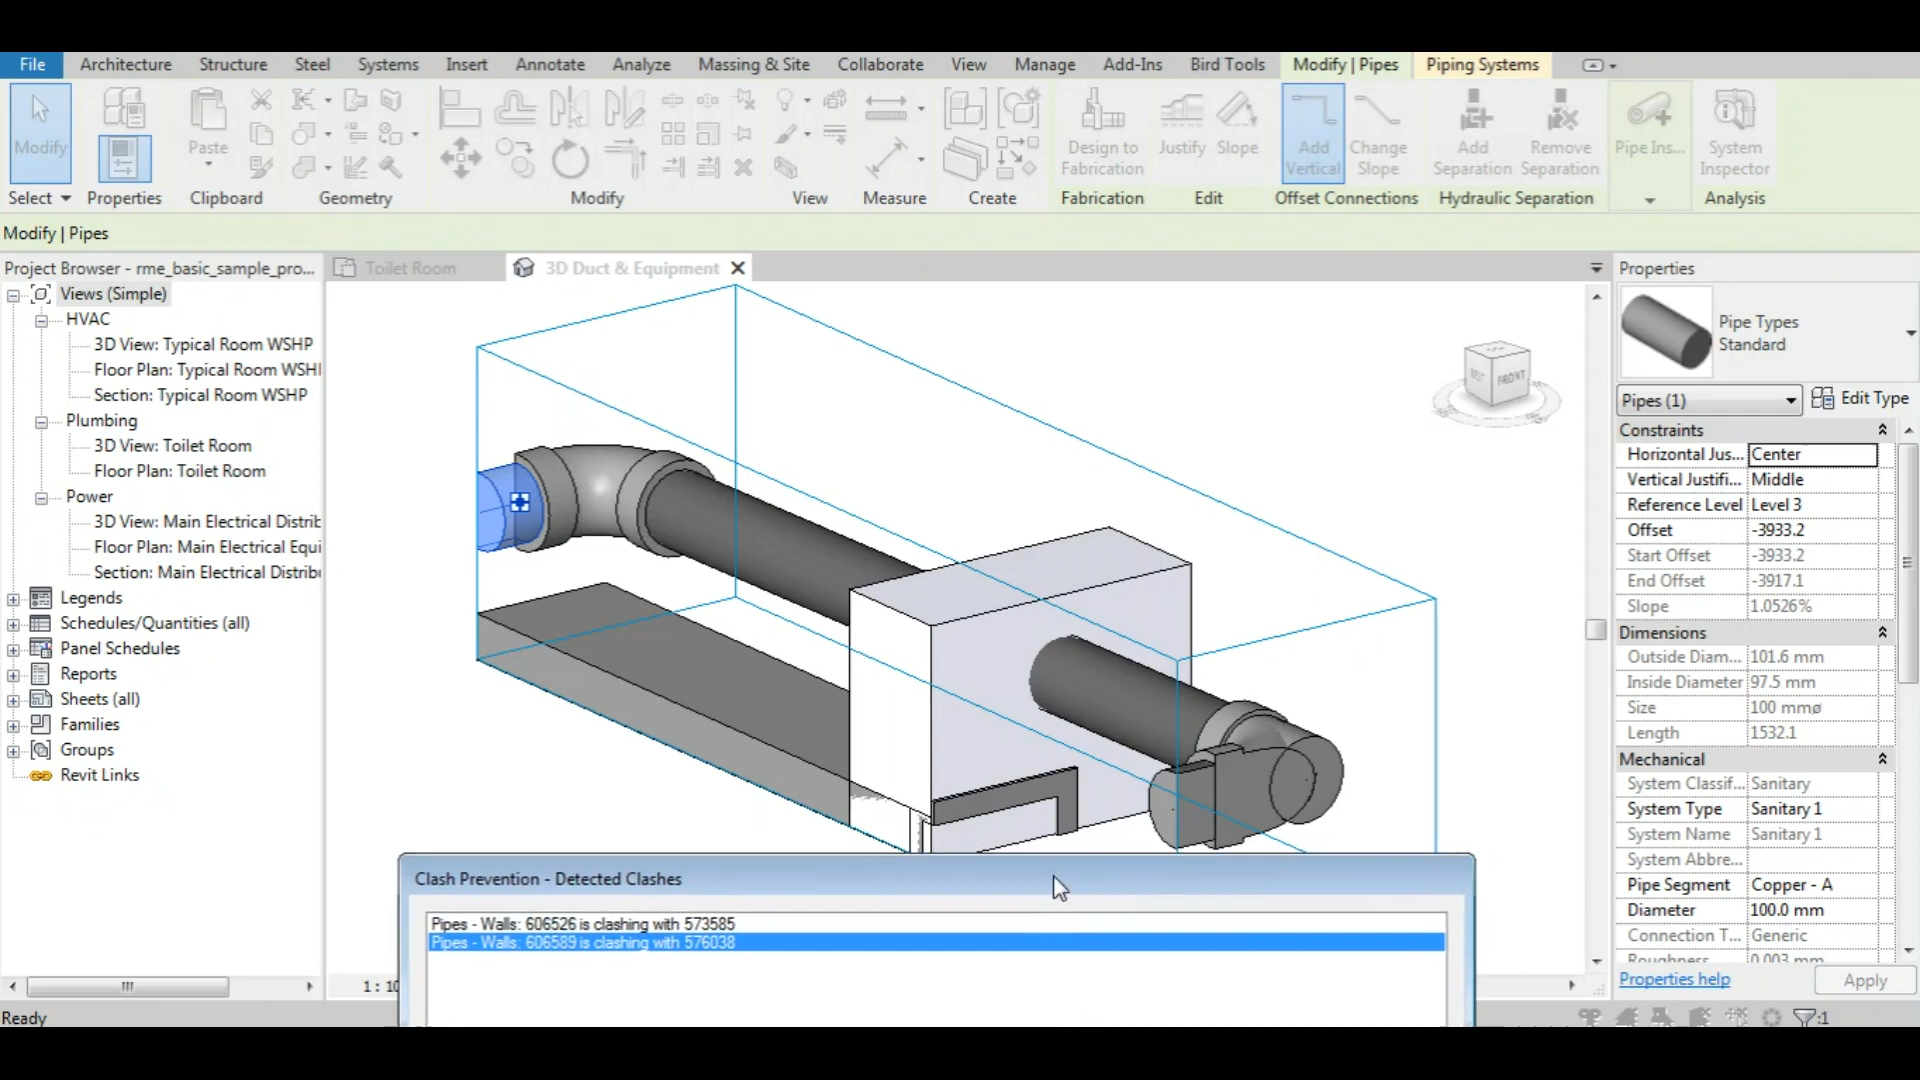 File Architecture Structure Steel Systems Insert Annotate Analyze Massing & Site Collaborate View Manage Add-Ins Bird Tools Modify | Pipes Piping Systems
Modify
Paste
Design to Fabrication
Justify
Slope
Add Vertical
Change Slope
Add Separation
Remove Separation
Pipe Ins...
System Inspector
Select Properties Clipboard Geometry Modify View Measure Create Fabrication Edit Offset Connections Hydraulic Separation Analysis
Modify | Pipes
Project Browser - rme_basic_sample_pro...
Views (Simple)
HVAC
3D View: Typical Room WSHP
Floor Plan: Typical Room WSH
Section: Typical Room WSHP
Plumbing
3D View: Toilet Room
Floor Plan: Toilet Room
Power
3D View: Main Electrical Distrib
Floor Plan: Main Electrical Equi
Section: Main Electrical Distrib
Legends
Schedules/Quantities (all)
Panel Schedules
Reports
Sheets (all)
Families
Groups
Revit Links
Toilet Room
3D Duct & Equipment
FRONT
1 : 10
Clash Prevention - Detected Clashes
Pipes - Walls: 606526 is clashing with 573585
Pipes - Walls: 606589 is clashing with 576038
Properties
Pipe Types
Standard
Pipes (1) Edit Type
Constraints
Horizontal Jus... Center
Vertical Justifi... Middle
Reference Level Level 3
Offset -3933.2
Start Offset -3933.2
End Offset -3917.1
Slope 1.0526%
Dimensions
Outside Diam... 101.6 mm
Inside Diameter 97.5 mm
Size 100 mmø
Length 1532.1
Mechanical
System Classif... Sanitary
System Type Sanitary 1
System Name Sanitary 1
System Abbre...
Pipe Segment Copper - A
Diameter 100.0 mm
Connection T... Generic
Roughness 0.003 mm
Properties help Apply
Ready
:1